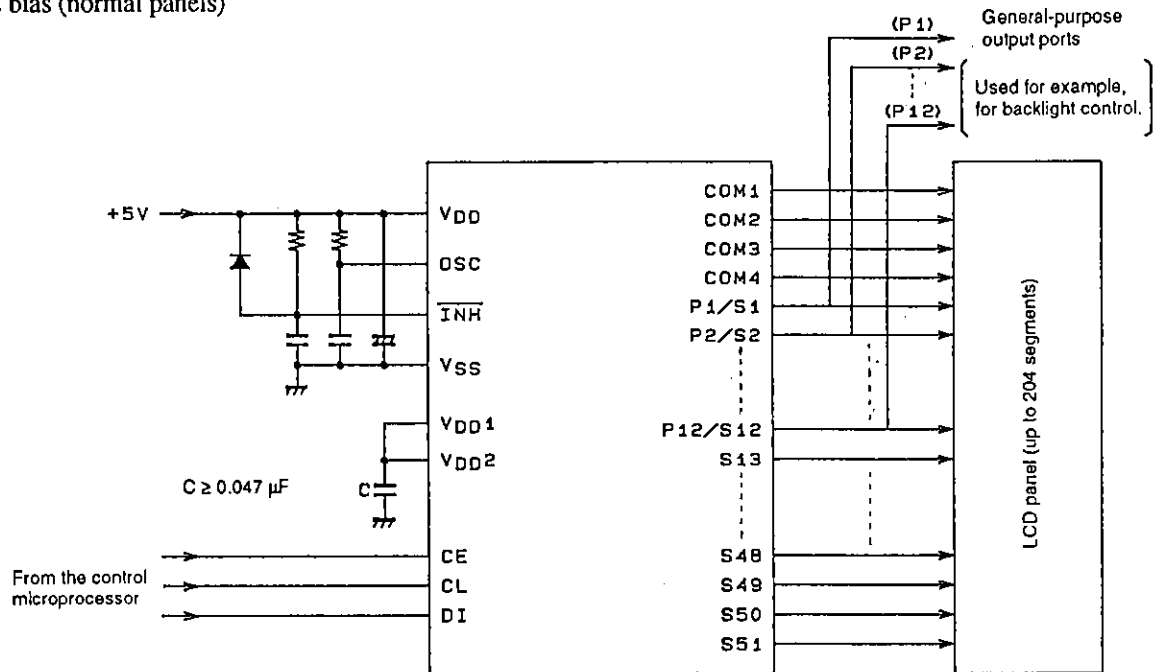 bias (normal panels)
(P1)
General-purpose
output ports
(P2)
Used for example,
for backlight control.
(P12)
+5V
VDD
OSC
INH
VSS
VDD1
VDD2
C ≥ 0.047 µF
C
From the control
microprocessor
CE
CL
DI
COM1
COM2
COM3
COM4
P1/S1
P2/S2
P12/S12
S13
S48
S49
S50
S51
LCD panel (up to 204 segments)